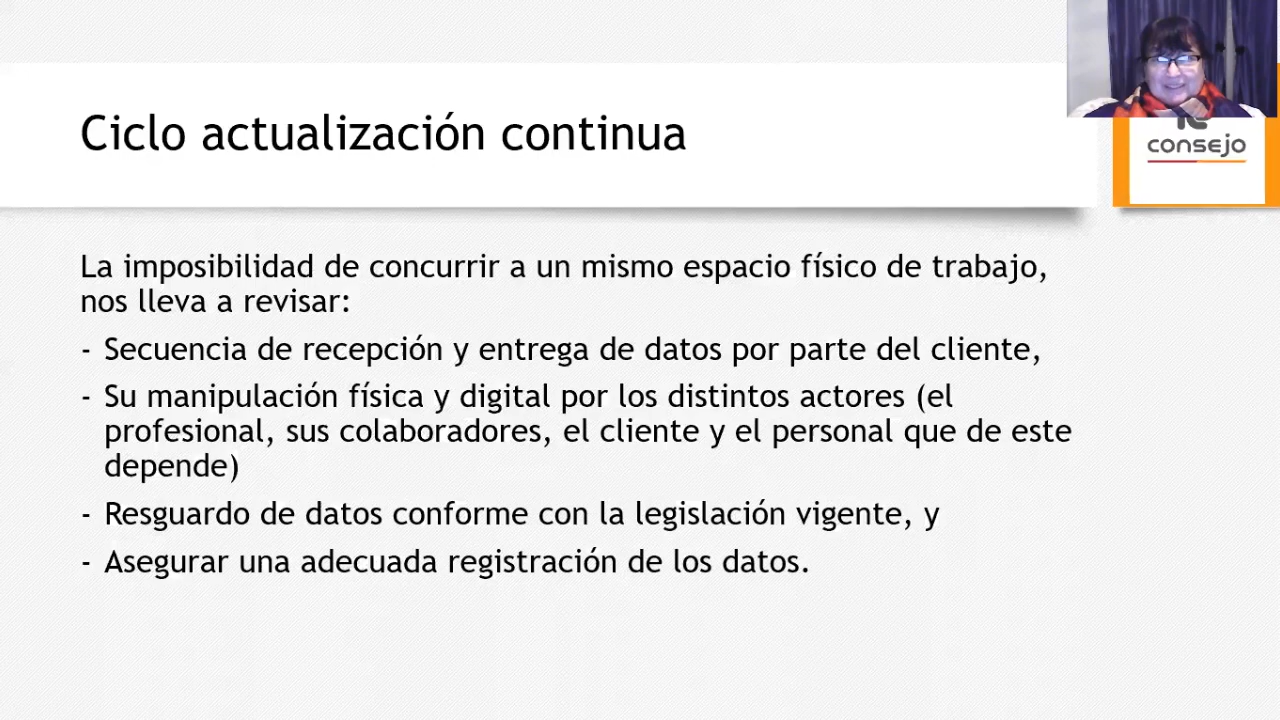 Ciclo actualización continua
consejo
La imposibilidad de concurrir a un mismo espacio físico de trabajo,
nos lleva a revisar:
- Secuencia de recepción y entrega de datos por parte del cliente,
- Su manipulación física y digital por los distintos actores (el
profesional, sus colaboradores, el cliente y el personal que de este
depende)
- Resguardo de datos conforme con la legislación vigente, y
- Asegurar una adecuada registración de los datos.